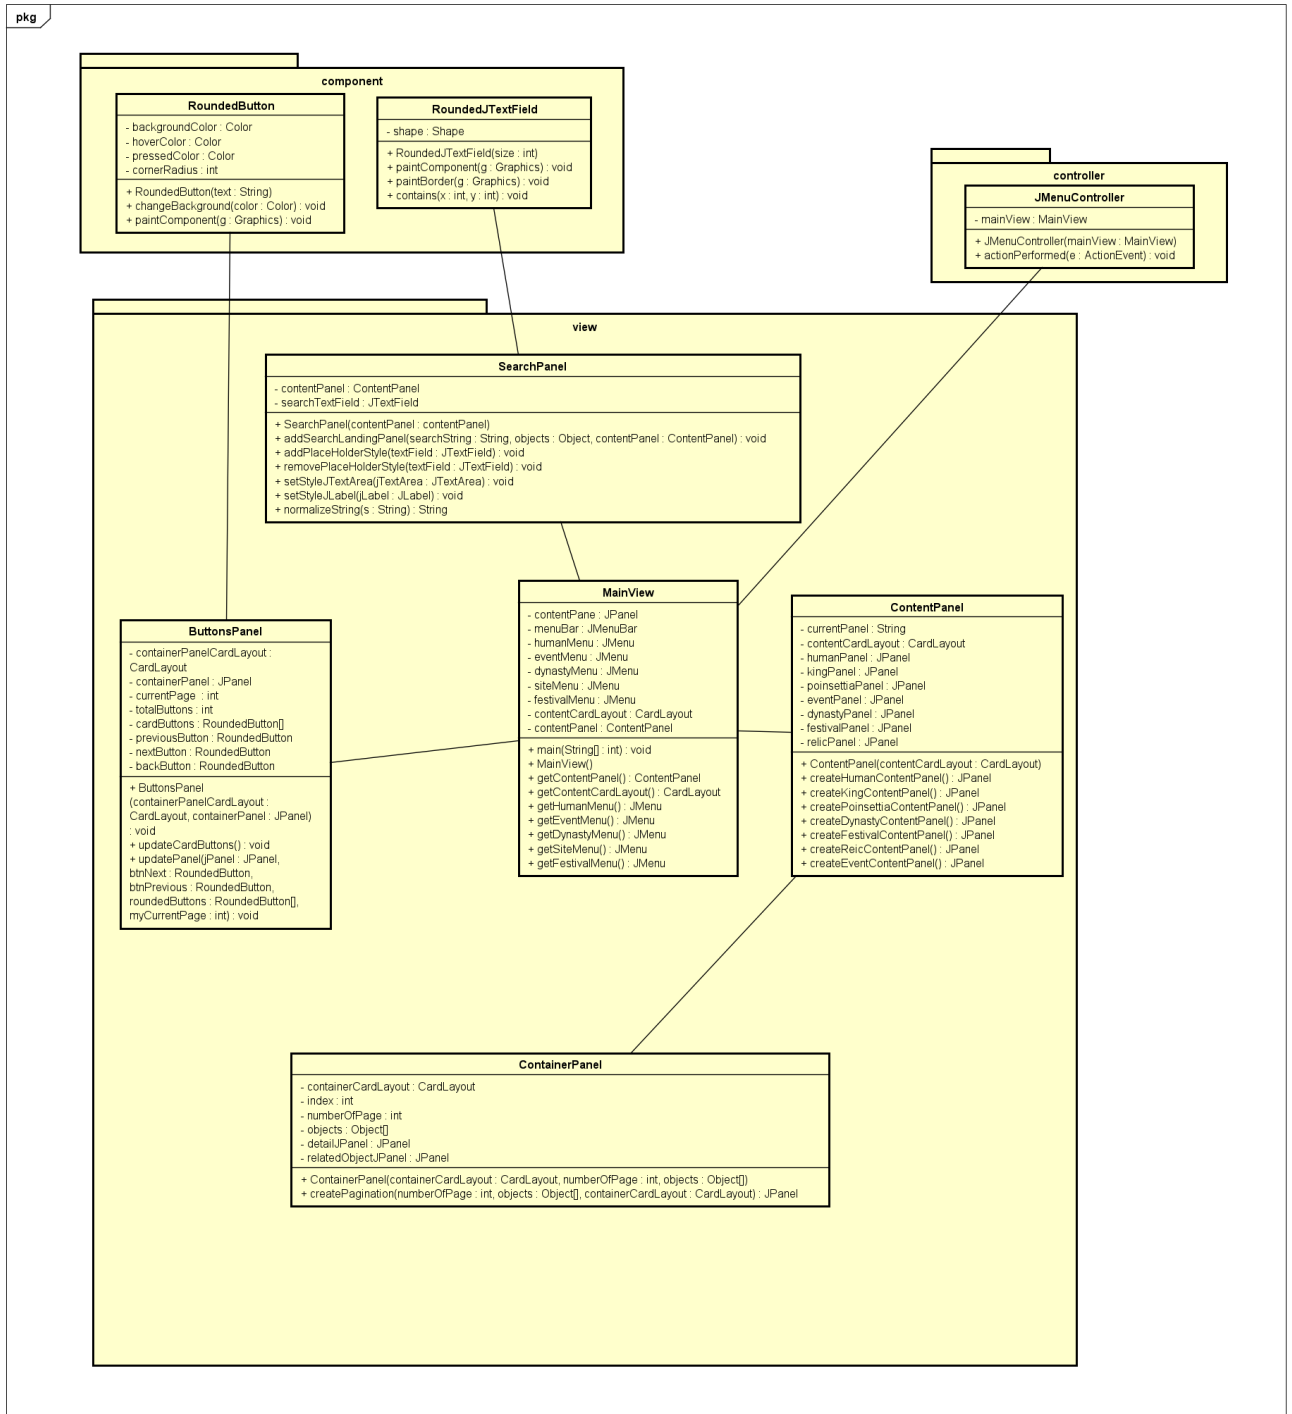 pkg
component
RoundedButton
- backgroundColor : Color
- hoverColor : Color
- pressedColor : Color
- cornerRadius : int
+ RoundedButton(text : String)
+ changeBackground(color : Color) : void
+ paintComponent(g : Graphics) : void
RoundedJTextField
- shape : Shape
+ RoundedJTextField(size : int)
+ paintComponent(g : Graphics) : void
+ paintBorder(g : Graphics) : void
+ contains(x : int, y : int) : void
controller
JMenuController
- mainView : MainView
+ JMenuController(mainView : MainView)
+ actionPerformed(e : ActionEvent) : void
view
SearchPanel
- contentPanel : ContentPanel
- searchTextField : JTextField
+ SearchPanel(contentPanel : contentPanel)
+ addSearchLandingPanel(searchString : String, objects : Object, contentPanel : ContentPanel) : void
+ addPlaceHolderStyle(textField : JTextField) : void
+ removePlaceHolderStyle(textField : JTextField) : void
+ setStyleJTextArea(jTextArea : JTextArea) : void
+ setStyleJLabel(jLabel : JLabel) : void
+ normalizeString(s : String) : String
ButtonsPanel
- containerPanelCardLayout :
CardLayout
- containerPanel : JPanel
- currentPage : int
- totalButtons : int
- cardButtons : RoundedButton[]
- previousButton : RoundedButton
- nextButton : RoundedButton
- backButton : RoundedButton
+ ButtonsPanel
(containerPanelCardLayout :
CardLayout, containerPanel : JPanel)
: void
+ updateCardButtons() : void
+ updatePanel(jPanel : JPanel,
btnNext : RoundedButton,
btnPrevious : RoundedButton,
roundedButtons : RoundedButton[],
myCurrentPage : int) : void
MainView
- contentPane : JPanel
- menuBar : JMenuBar
- humanMenu : JMenu
- eventMenu : JMenu
- dynastyMenu : JMenu
- siteMenu : JMenu
- festivalMenu : JMenu
- contentCardLayout : CardLayout
- contentPanel : ContentPanel
+ main(String[] : int) : void
+ MainView()
+ getContentPanel() : ContentPanel
+ getContentCardLayout() : CardLayout
+ getHumanMenu() : JMenu
+ getEventMenu() : JMenu
+ getDynastyMenu() : JMenu
+ getSiteMenu() : JMenu
+ getFestivalMenu() : JMenu
ContentPanel
- currentPanel : String
- contentCardLayout : CardLayout
- humanPanel : JPanel
- kingPanel : JPanel
- poinsettiaPanel : JPanel
- eventPanel : JPanel
- dynastyPanel : JPanel
- festivalPanel : JPanel
- relicPanel : JPanel
+ ContentPanel(contentCardLayout : CardLayout)
+ createHumanContentPanel() : JPanel
+ createKingContentPanel() : JPanel
+ createPoinsettiaContentPanel() : JPanel
+ createDynastyContentPanel() : JPanel
+ createFestivalContentPanel() : JPanel
+ createReicContentPanel() : JPanel
+ createEventContentPanel() : JPanel
ContainerPanel
- containerCardLayout : CardLayout
- index : int
- numberOfPage : int
- objects : Object[]
- detailJPanel : JPanel
- relatedObjectJPanel : JPanel
+ ContainerPanel(containerCardLayout : CardLayout, numberOfPage : int, objects : Object[])
+ createPagination(numberOfPage : int, objects : Object[], containerCardLayout : CardLayout) : JPanel